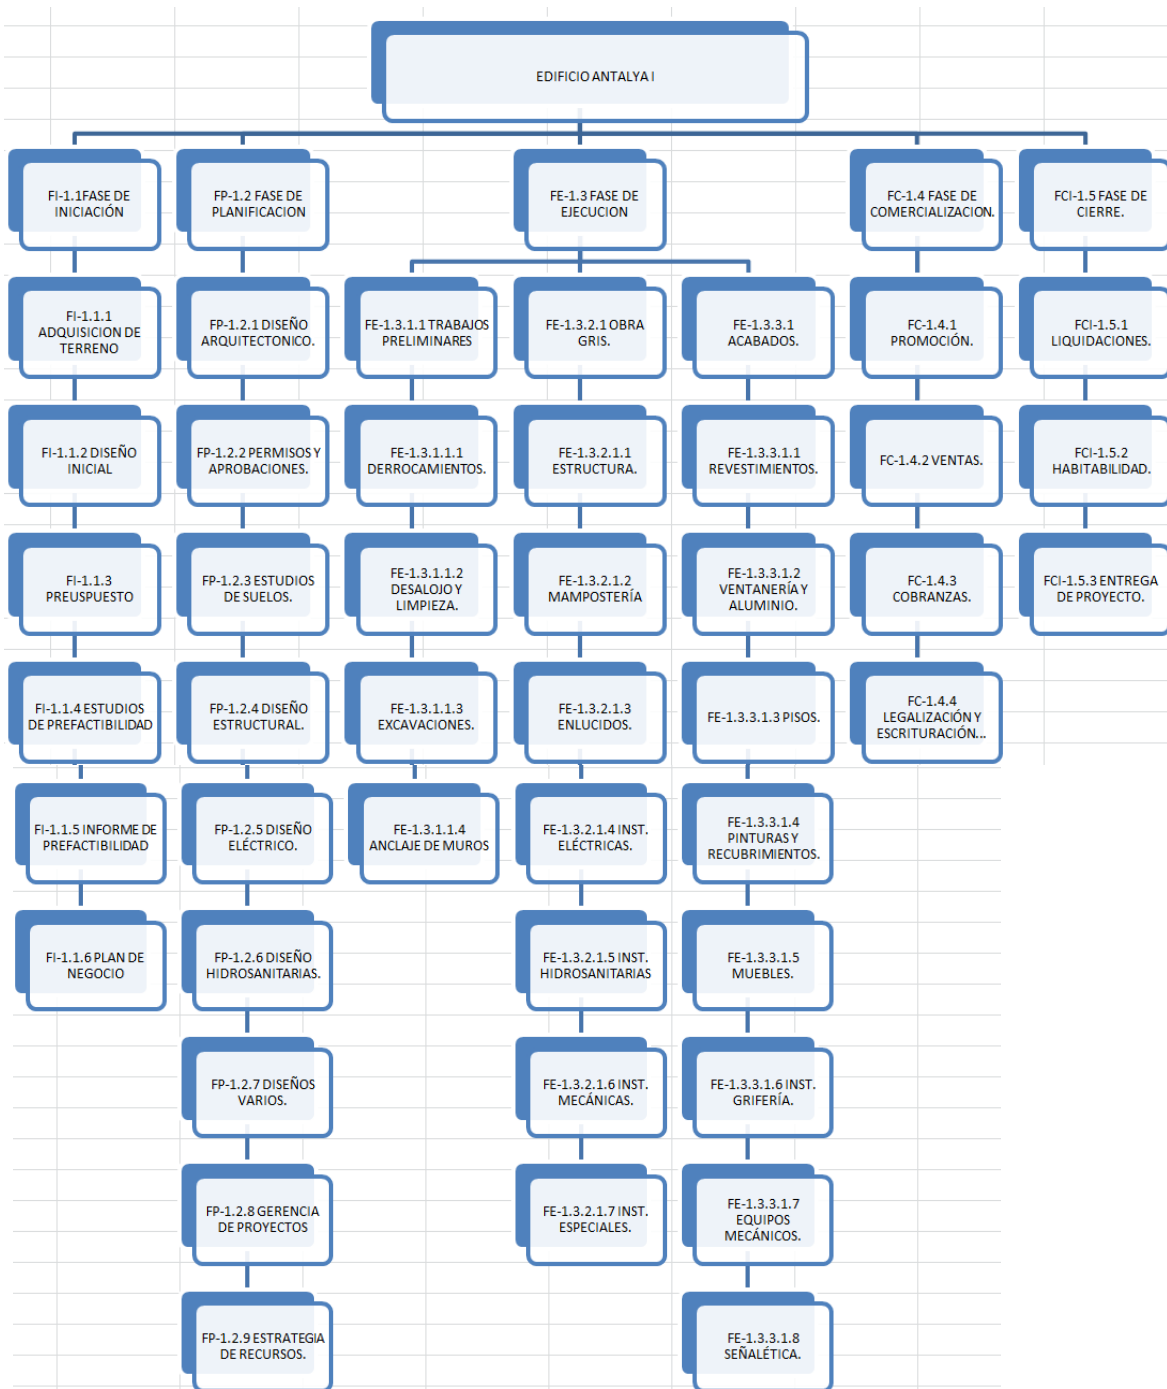 EDIFICIO ANTALYA I
FI-1.1FASE DE
INICIACIÓN
FP-1.2 FASE DE
PLANIFICACION
FE-1.3 FASE DE
EJECUCION
FC-1.4 FASE DE
COMERCIALIZACION.
FCI-1.5 FASE DE
CIERRE.
FI-1.1.1
ADQUISICION DE
TERRENO
FP-1.2.1 DISEÑO
ARQUITECTONICO.
FE-1.3.1.1 TRABAJOS
PRELIMINARES
FE-1.3.2.1 OBRA
GRIS.
FE-1.3.3.1
ACABADOS.
FC-1.4.1
PROMOCIÓN.
FCI-1.5.1
LIQUIDACIONES.
FI-1.1.2 DISEÑO
INICIAL
FP-1.2.2 PERMISOS Y
APROBACIONES.
FE-1.3.1.1.1
DERROCAMIENTOS.
FE-1.3.2.1.1
ESTRUCTURA.
FE-1.3.3.1.1
REVESTIMIENTOS.
FC-1.4.2 VENTAS.
FCI-1.5.2
HABITABILIDAD.
FI-1.1.3
PREUSPUESTO
FP-1.2.3 ESTUDIOS
DE SUELOS.
FE-1.3.1.1.2
DESALOJO Y
LIMPIEZA.
FE-1.3.2.1.2
MAMPOSTERÍA
FE-1.3.3.1.2
VENTANERÍA Y
ALUMINIO.
FC-1.4.3
COBRANZAS.
FCI-1.5.3 ENTREGA
DE PROYECTO.
FI-1.1.4 ESTUDIOS
DE PREFACTIBILIDAD
FP-1.2.4 DISEÑO
ESTRUCTURAL.
FE-1.3.1.1.3
EXCAVACIONES.
FE-1.3.2.1.3
ENLUCIDOS.
FE-1.3.3.1.3 PISOS.
FC-1.4.4
LEGALIZACIÓN Y
ESCRITURACIÓN...
FI-1.1.5 INFORME DE
PREFACTIBILIDAD
FP-1.2.5 DISEÑO
ELÉCTRICO.
FE-1.3.1.1.4
ANCLAJE DE MUROS
FE-1.3.2.1.4 INST.
ELÉCTRICAS.
FE-1.3.3.1.4
PINTURAS Y
RECUBRIMIENTOS.
FI-1.1.6 PLAN DE
NEGOCIO
FP-1.2.6 DISEÑO
HIDROSANITARIAS.
FE-1.3.2.1.5 INST.
HIDROSANITARIAS
FE-1.3.3.1.5
MUEBLES.
FP-1.2.7 DISEÑOS
VARIOS.
FE-1.3.2.1.6 INST.
MECÁNICAS.
FE-1.3.3.1.6 INST.
GRIFERÍA.
FP-1.2.8 GERENCIA
DE PROYECTOS
FE-1.3.2.1.7 INST.
ESPECIALES.
FE-1.3.3.1.7
EQUIPOS
MECÁNICOS.
FP-1.2.9 ESTRATEGIA
DE RECURSOS.
FE-1.3.3.1.8
SEÑALÉTICA.